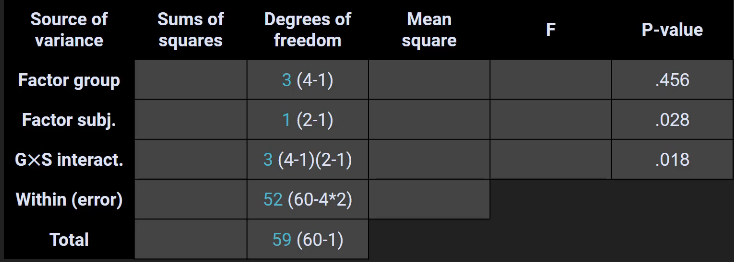 Source of variance Sums of squares Degrees of freedom Mean square F P-value
Factor group 3 (4-1) .456
Factor subj. 1 (2-1) .028
G×S interact. 3 (4-1)(2-1) .018
Within (error) 52 (60-4*2)
Total 59 (60-1)